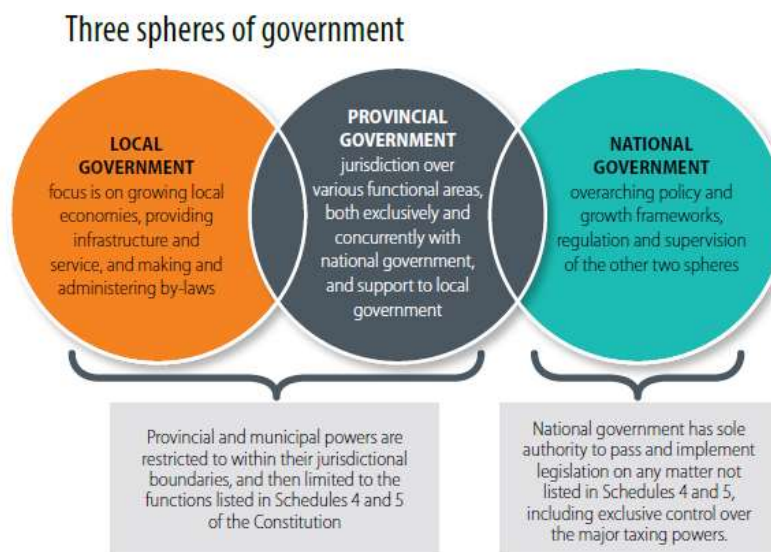 Three spheres of government
LOCAL
GOVERNMENT
focus is on growing local
economies, providing
infrastructure and
service, and making and
administering by-laws
PROVINCIAL
GOVERNMENT
jurisdiction over
various functional areas,
both exclusively and
concurrently with
national government,
and support to local
government
NATIONAL
GOVERNMENT
overarching policy and
growth frameworks,
regulation and supervision
of the other two spheres
Provincial and municipal powers are
restricted to within their jurisdictional
boundaries, and then limited to the
functions listed in Schedules 4 and 5
of the Constitution
National government has sole
authority to pass and implement
legislation on any matter not
listed in Schedules 4 and 5,
including exclusive control over
the major taxing powers.